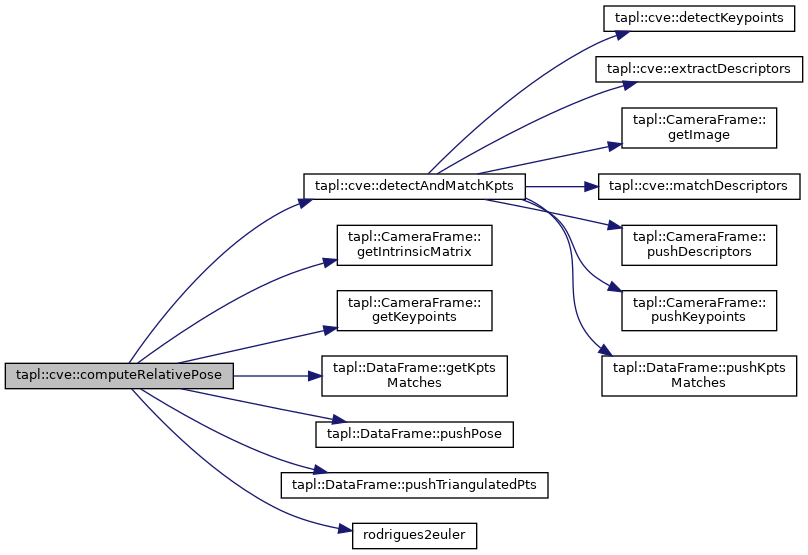 tapl::cve::computeRelativePose
tapl::cve::detectAndMatchKpts
tapl::CameraFrame::
getIntrinsicMatrix
tapl::CameraFrame::
getKeypoints
tapl::DataFrame::getKpts
Matches
tapl::DataFrame::pushPose
tapl::DataFrame::pushTriangulatedPts
rodrigues2euler
tapl::cve::detectKeypoints
tapl::cve::extractDescriptors
tapl::CameraFrame::
getImage
tapl::cve::matchDescriptors
tapl::CameraFrame::
pushDescriptors
tapl::CameraFrame::
pushKeypoints
tapl::DataFrame::pushKpts
Matches